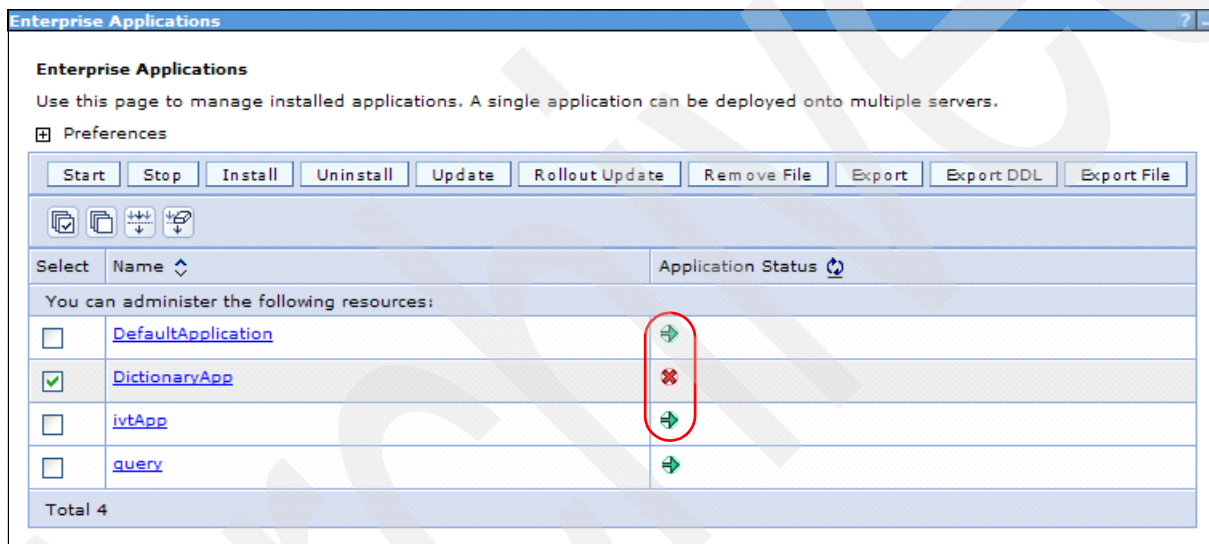 Enterprise Applications ? -
Enterprise Applications
Use this page to manage installed applications. A single application can be deployed onto multiple servers.
Preferences
Start Stop Install Uninstall Update Rollout Update Remove File Export Export DDL Export File
Select Name Application Status
You can administer the following resources:
DefaultApplication
DictionaryApp
ivtApp
query
Total 4